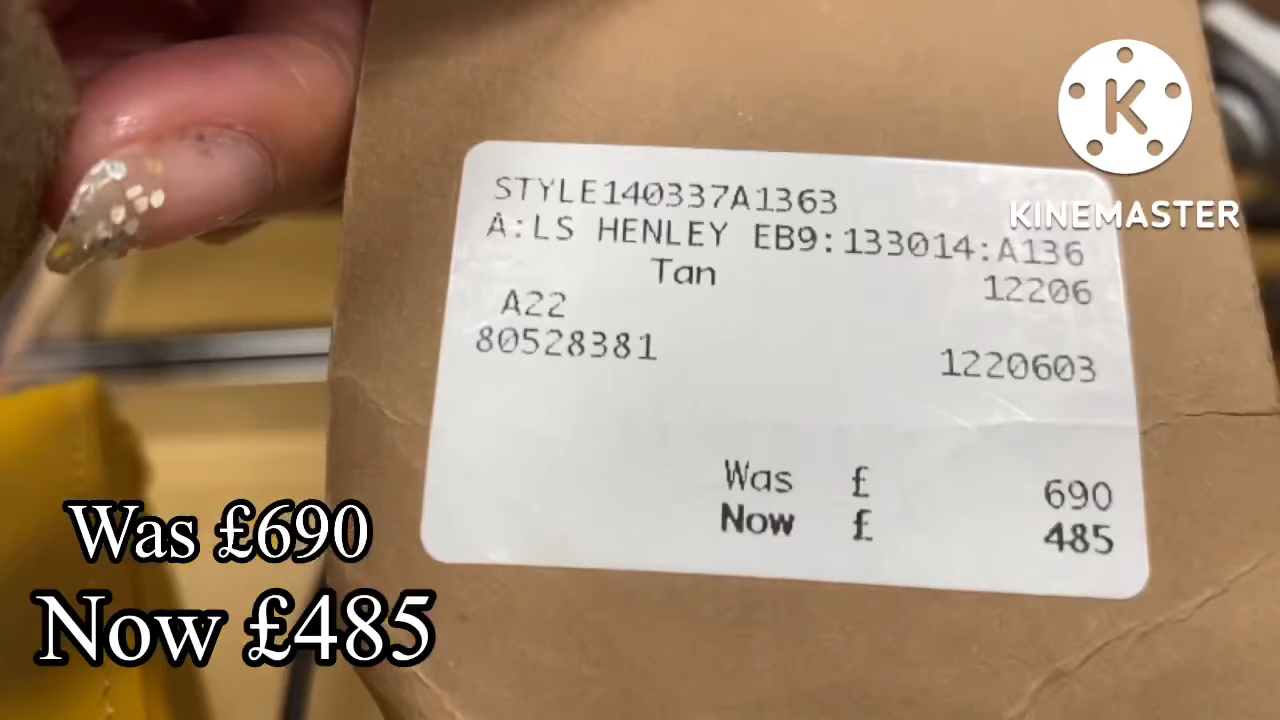 STYLE140337A1363
A:LS HENLEY EB9:133014:A136
Tan 12206
A22
80528381 1220603
Was £ 690
Now £ 485
K
KINEMASTER
Was £690
Now £485